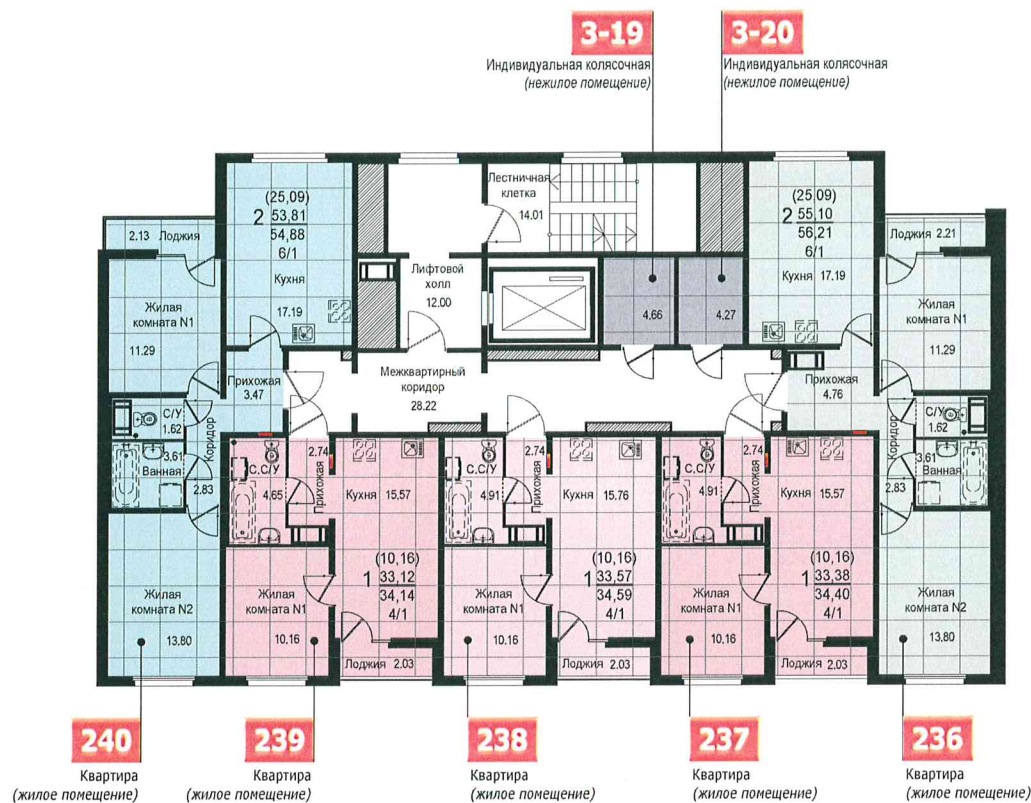 3-19
3-20
Индивидуальная колясочная
(нежилое помещение)
Индивидуальная колясочная
(нежилое помещение)
(25,09)
2 53,81
54,88
6/1
Кухня
17.19
2.13 Лоджия
Жилая
комната N1
11.29
Прихожая
3.47
С/У
1.62
3.61
Ванная
Коридор
2.83
Жилая
комната N2
13.80
Лестничная
клетка
14.01
Лифтовой
холл
12.00
Межквартирный
коридор
28.22
4.66
4.27
(25,09)
2 55,10
56,21
6/1
Кухня 17.19
Лоджия 2.21
Жилая
комната N1
11.29
Прихожая
4.76
С/У
1.62
3.61
Ванная
Коридор
2.83
Жилая
комната N2
13.80
С.С/У
4.65
2.74
Прихожая
Кухня 15.57
(10,16)
1 33,12
34,14
4/1
Жилая
комната N1
10.16
Лоджия 2.03
С.С/У
4.91
2.74
Прихожая
Кухня 15.76
(10,16)
1 33,57
34,59
4/1
Жилая
комната N1
10.16
Лоджия 2.03
С.С/У
4.91
2.74
Прихожая
Кухня 15.57
(10,16)
1 33,38
34,40
4/1
Жилая
комната N1
10.16
Лоджия 2.03
240
Квартира
(жилое помещение)
239
Квартира
(жилое помещение)
238
Квартира
(жилое помещение)
237
Квартира
(жилое помещение)
236
Квартира
(жилое помещение)